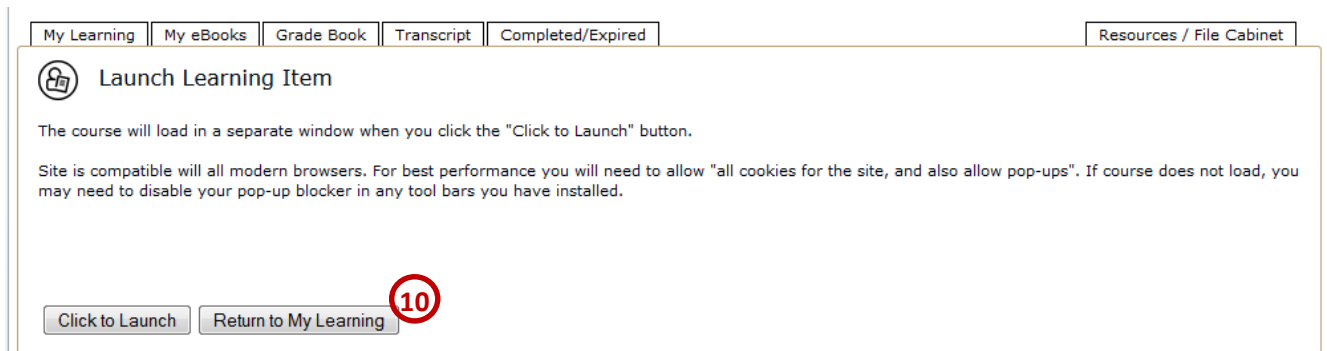 My Learning My eBooks Grade Book Transcript Completed/Expired Resources / File Cabinet
Launch Learning Item
The course will load in a separate window when you click the "Click to Launch" button.
Site is compatible will all modern browsers. For best performance you will need to allow "all cookies for the site, and also allow pop-ups". If course does not load, you
may need to disable your pop-up blocker in any tool bars you have installed.
10
Click to Launch Return to My Learning